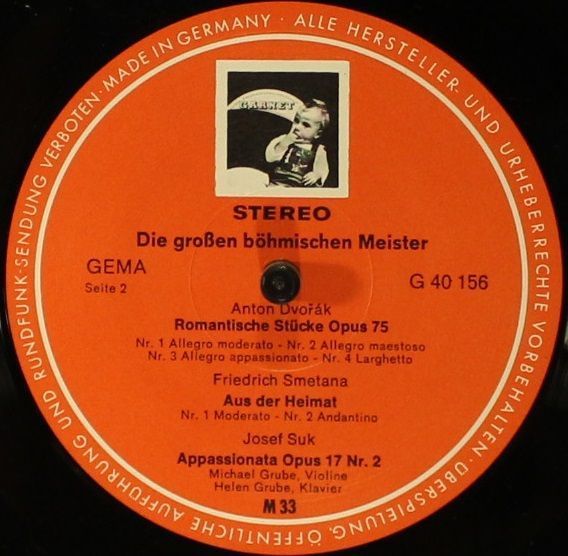 MADE IN GERMANY · ALLE HERSTELLER- UND URHEBERRECHTE VORBEHALTEN · ÜBERSPIELUNG, ÖFFENTLICHE AUFFÜHRUNG UND RUNDFUNK-SENDUNG VERBOTEN ·
GARNET
STEREO
Die großen böhmischen Meister
GEMA
Seite 2
G 40 156
Anton Dvořák
Romantische Stücke Opus 75
Nr. 1 Allegro moderato - Nr. 2 Allegro maestoso
Nr. 3 Allegro appassionato - Nr. 4 Larghetto
Friedrich Smetana
Aus der Heimat
Nr. 1 Moderato - Nr. 2 Andantino
Josef Suk
Appassionata Opus 17 Nr. 2
Michael Grube, Violine
Helen Grube, Klavier
M 33